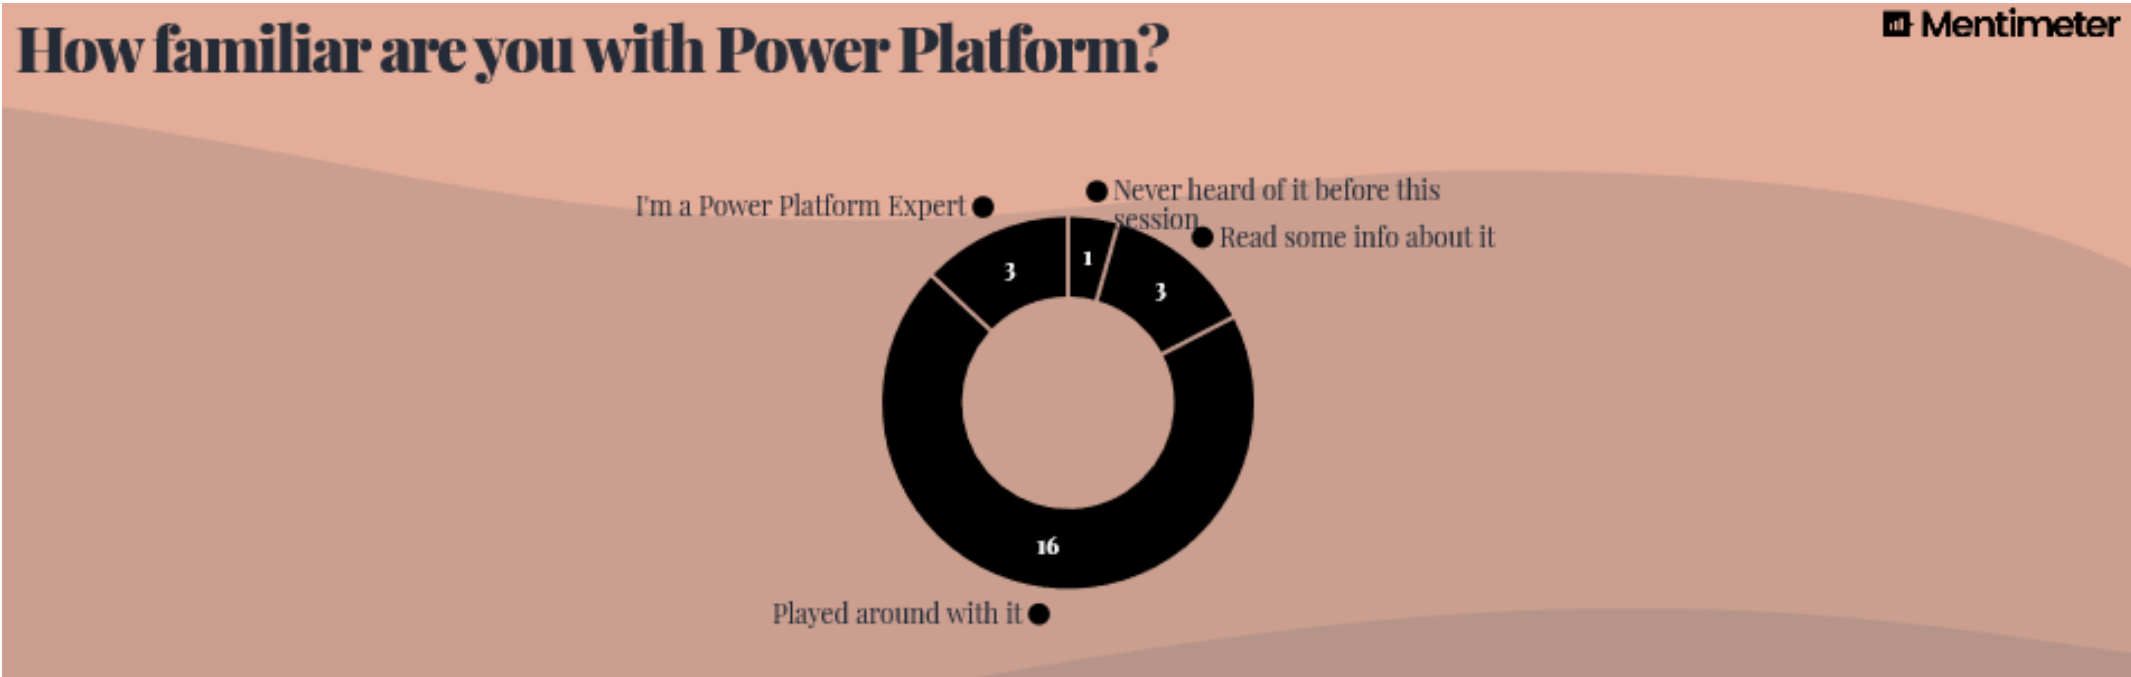 How familiar are you with Power Platform?
Mentimeter
I'm a Power Platform Expert
Never heard of it before this
session
Read some info about it
3
1
3
16
Played around with it